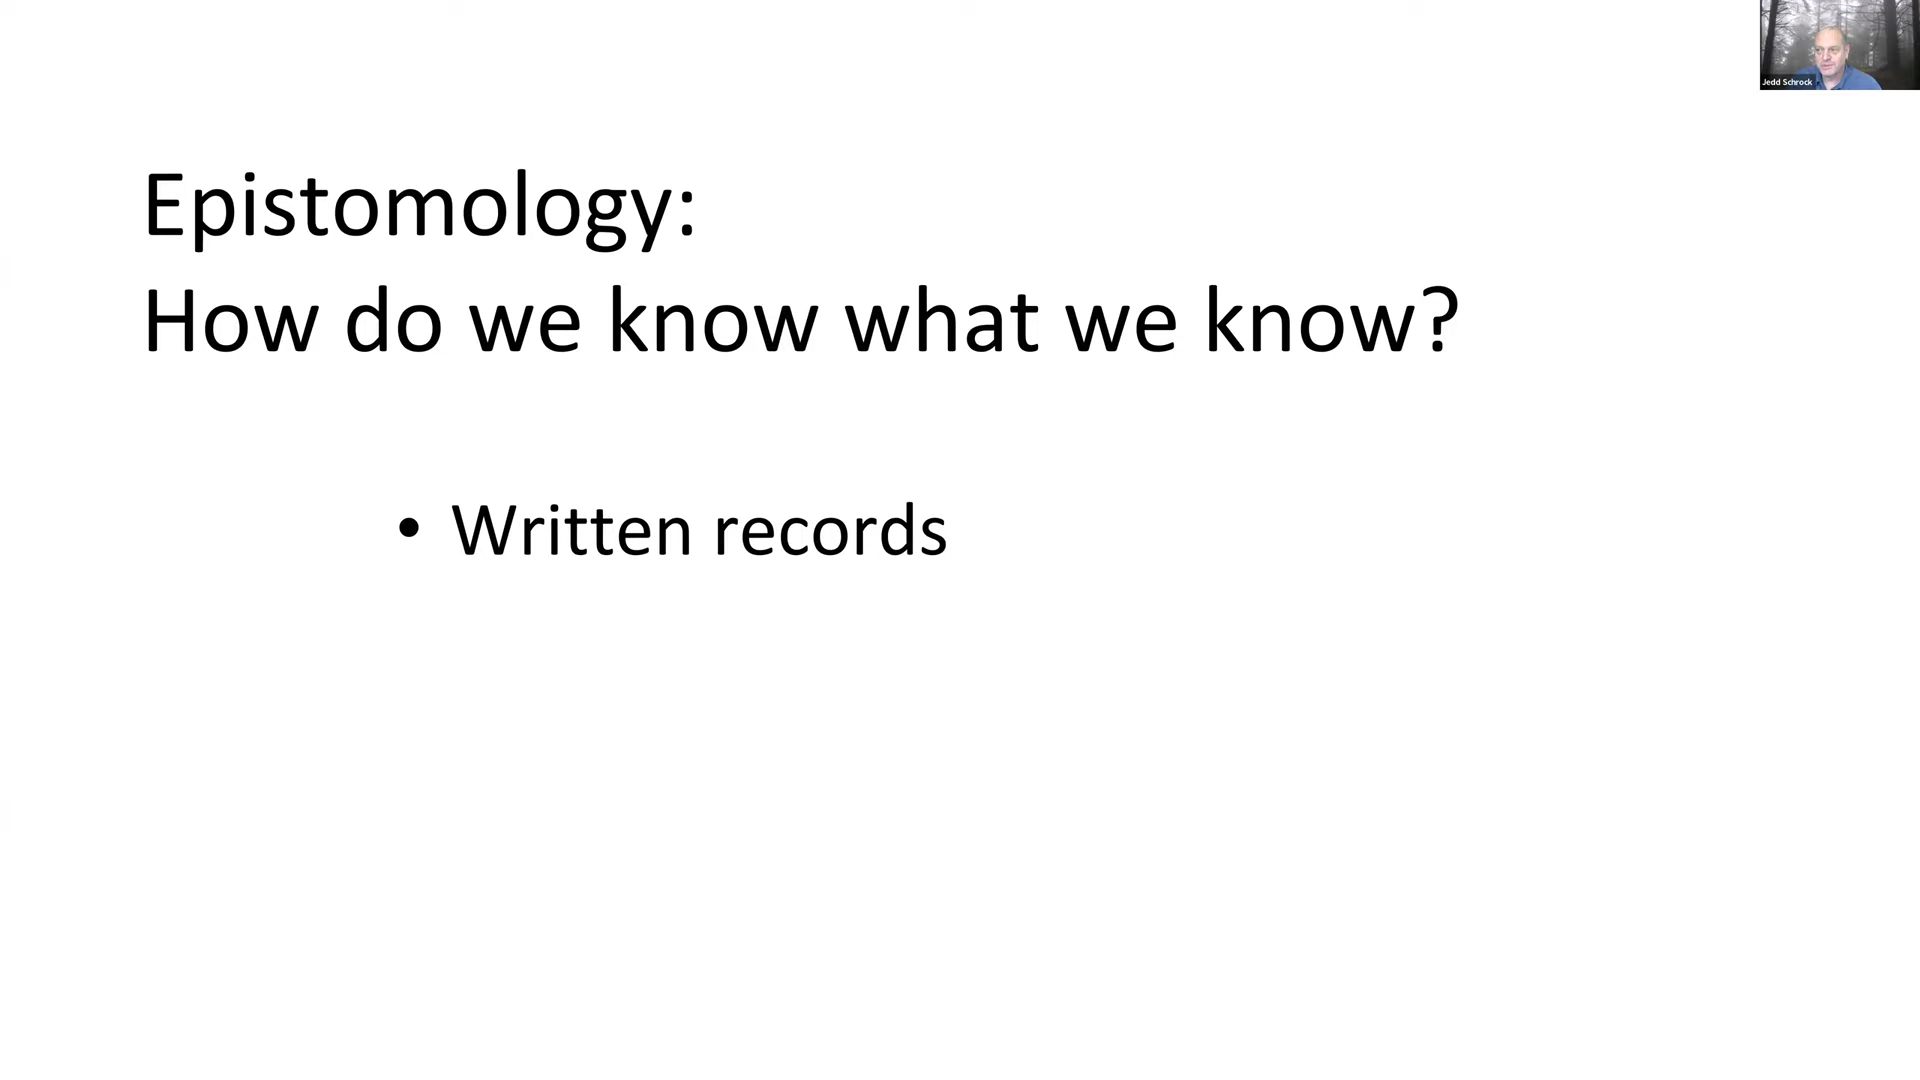 Jedd Schrock
Epistomology:
How do we know what we know?
• Written records